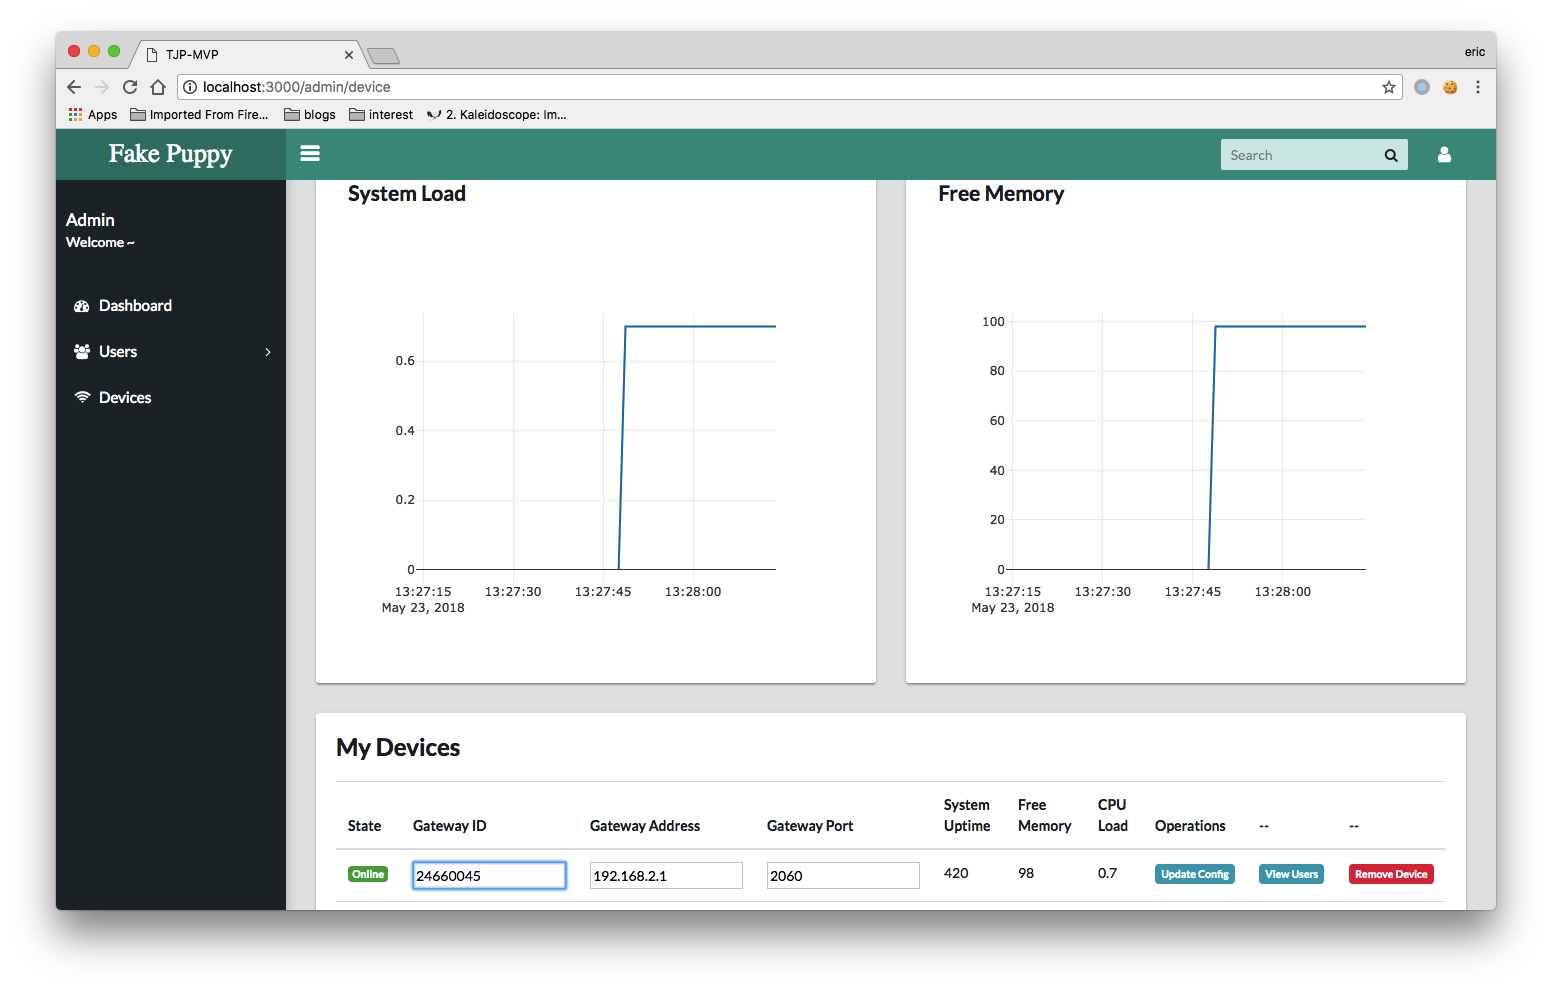 TJP-MVP
eric
localhost:3000/admin/device
Apps Imported From Fire... blogs interest 2. Kaleidoscope: Im...
Fake Puppy
Search
Admin
Welcome ~
Dashboard
Users
Devices
System Load
0.6
0.4
0.2
0
13:27:15 13:27:30 13:27:45 13:28:00
May 23, 2018
Free Memory
100
80
60
40
20
0
13:27:15 13:27:30 13:27:45 13:28:00
May 23, 2018
My Devices
State Gateway ID Gateway Address Gateway Port System Uptime Free Memory CPU Load Operations -- --
Online 24660045 192.168.2.1 2060 420 98 0.7 Update Config View Users Remove Device